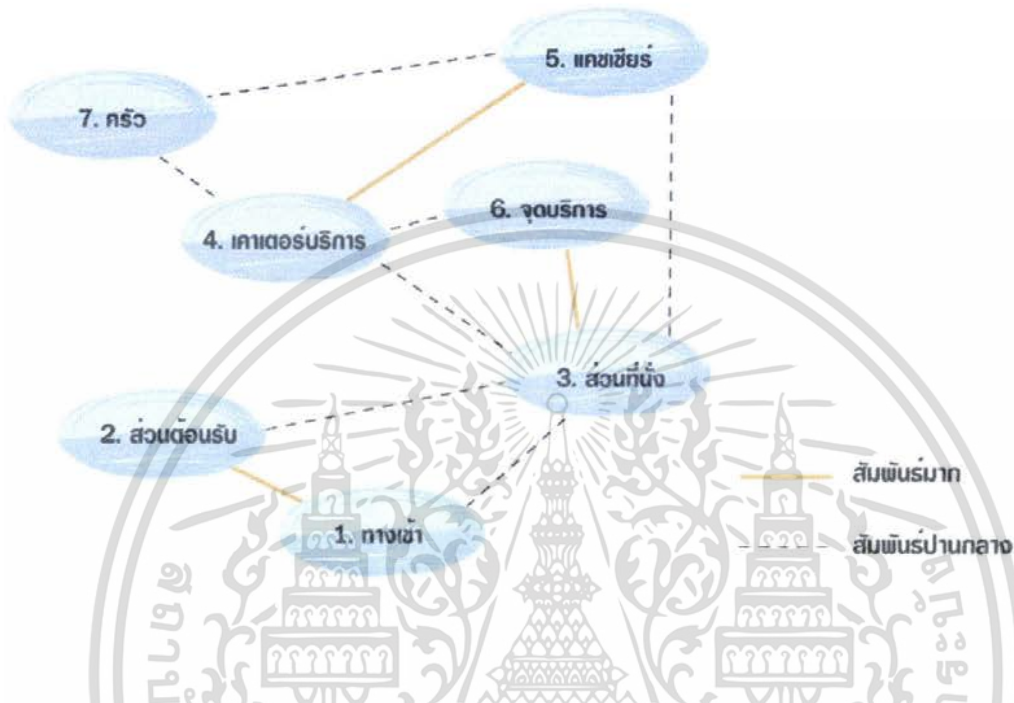 5. แคชเชียร์
7. ครัว
6. จุดบริการ
4. เคาเตอร์บริการ
3. ส่วนที่นั่ง
2. ส่วนต้อนรับ
สัมพันธ์มาก
1. ทางเข้า
สัมพันธ์ปานกลาง